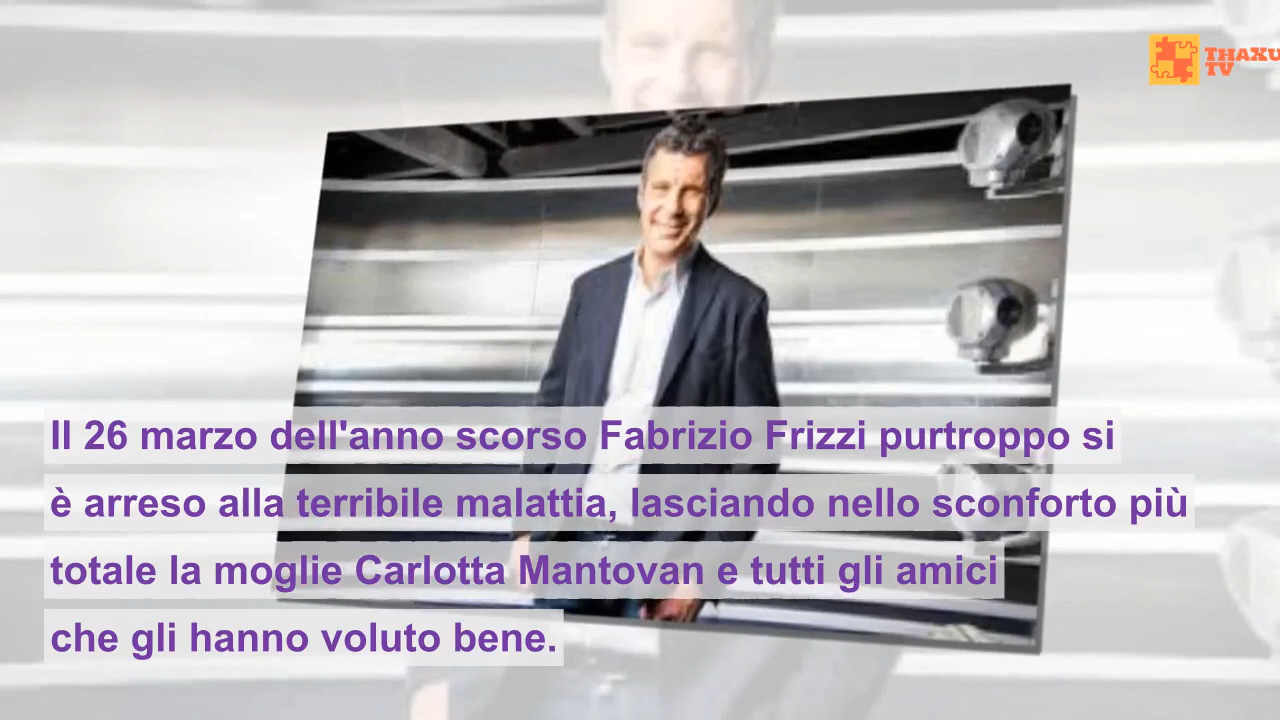 THAXU
TV
Il 26 marzo dell'anno scorso Fabrizio Frizzi purtroppo si
è arreso alla terribile malattia, lasciando nello sconforto più
totale la moglie Carlotta Mantovan e tutti gli amici
che gli hanno voluto bene.